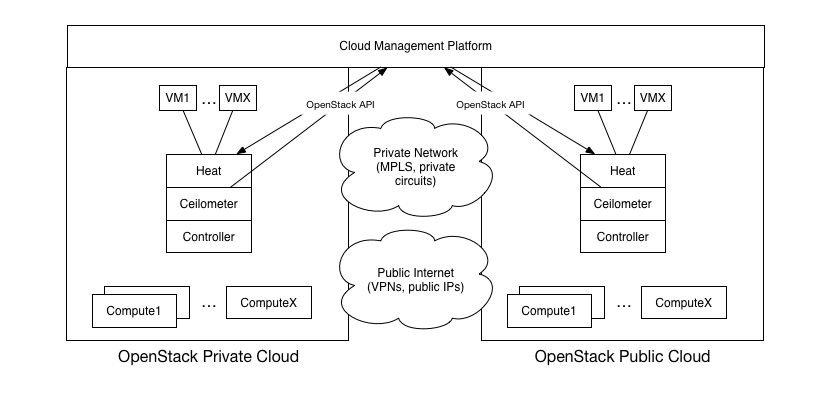 Cloud Management Platform
VM1 ... VMX
VM1 ... VMX
OpenStack API
OpenStack API
Private Network
(MPLS, private
circuits)
Heat
Ceilometer
Controller
Heat
Ceilometer
Controller
Public Internet
(VPNs, public IPs)
Compute1 ... ComputeX
Compute1 ... ComputeX
OpenStack Private Cloud
OpenStack Public Cloud